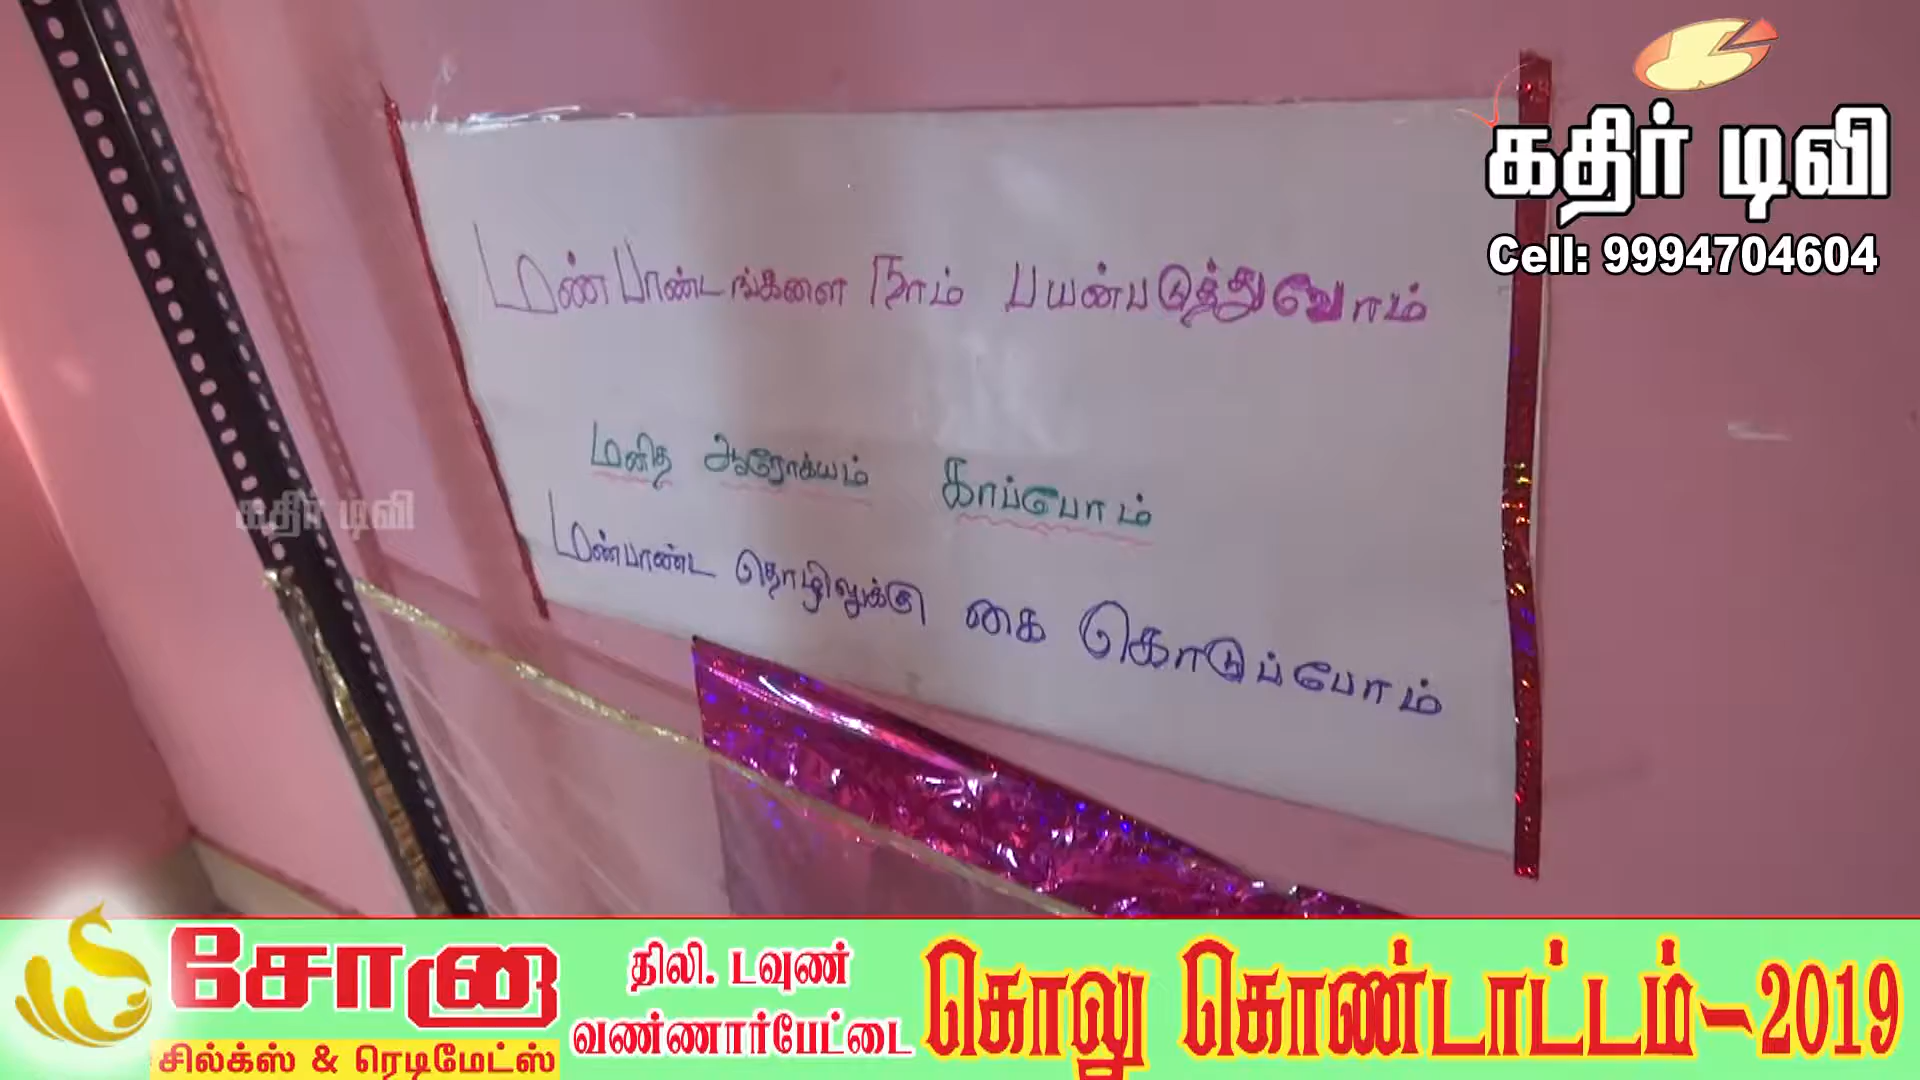 கதிர் டிவி
Cell: 9994704604
மண்பாண்டங்களை நாம் பயன்படுத்துவோம்
மனித ஆரோக்யம் காப்போம்
மண்பாண்ட தொழிலுக்கு கை கொடுப்போம்
கதிர் டிவி
சோனா
சில்க்ஸ் & ரெடிமேட்ஸ்
திலி. டவுண்
வண்ணார்பேட்டை
கொலு கொண்டாட்டம்-2019